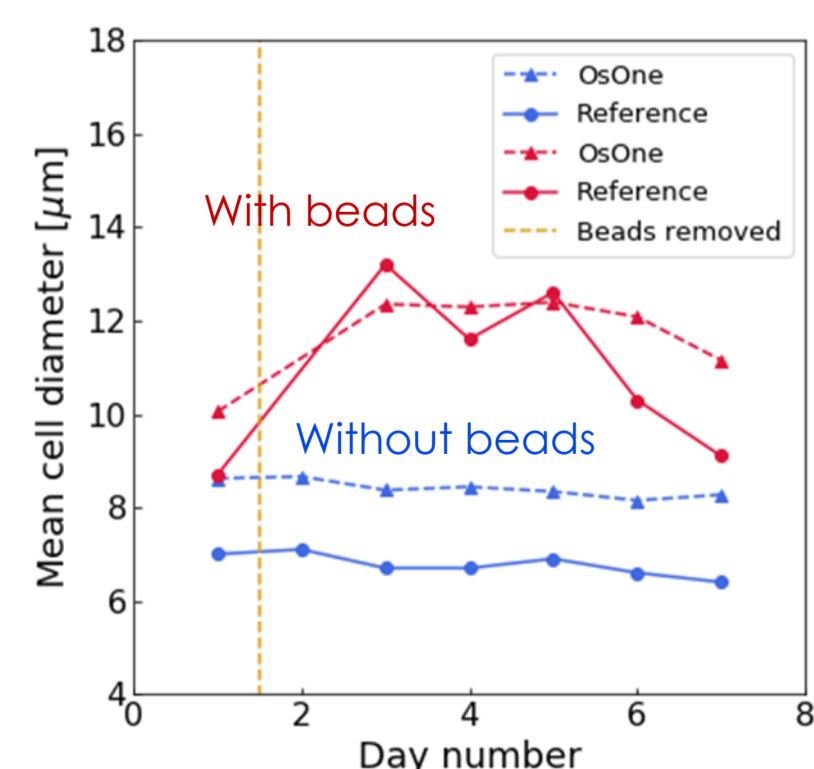 18
16
14
12
10
8
6
4
0
2
4
6
8
Mean cell diameter [μm]
Day number
OsOne
Reference
OsOne
Reference
Beads removed
With beads
Without beads